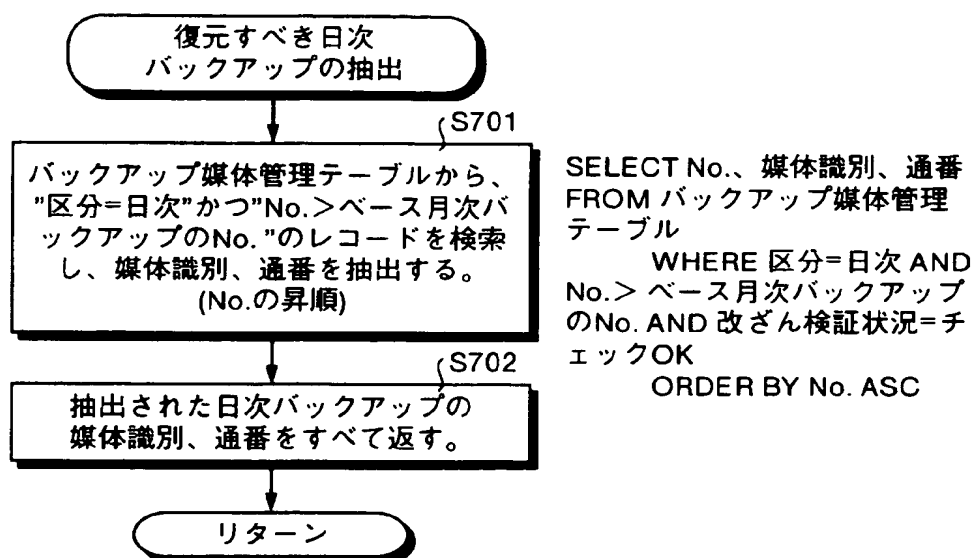 復元すべき日次
バックアップの抽出
S701
バックアップ媒体管理テーブルから、
"区分=日次"かつ"No.>ベース月次バ
ックアップのNo."のレコードを検索
し、媒体識別、通番を抽出する。
(No.の昇順)
SELECT No.、媒体識別、通番
FROM バックアップ媒体管理
テーブル
WHERE 区分=日次 AND
No.> ベース月次バックアップ
のNo. AND 改ざん検証状況=チ
ェックOK
ORDER BY No. ASC
S702
抽出された日次バックアップの
媒体識別、通番をすべて返す。
リターン